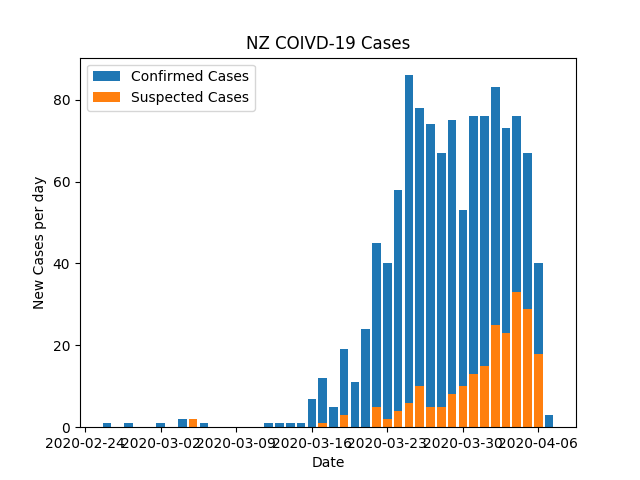 NZ COIVD-19 Cases
Confirmed Cases
Suspected Cases
New Cases per day
80
60
40
20
0
2020-02-24 2020-03-02 2020-03-09 2020-03-16 2020-03-23 2020-03-30 2020-04-06
Date